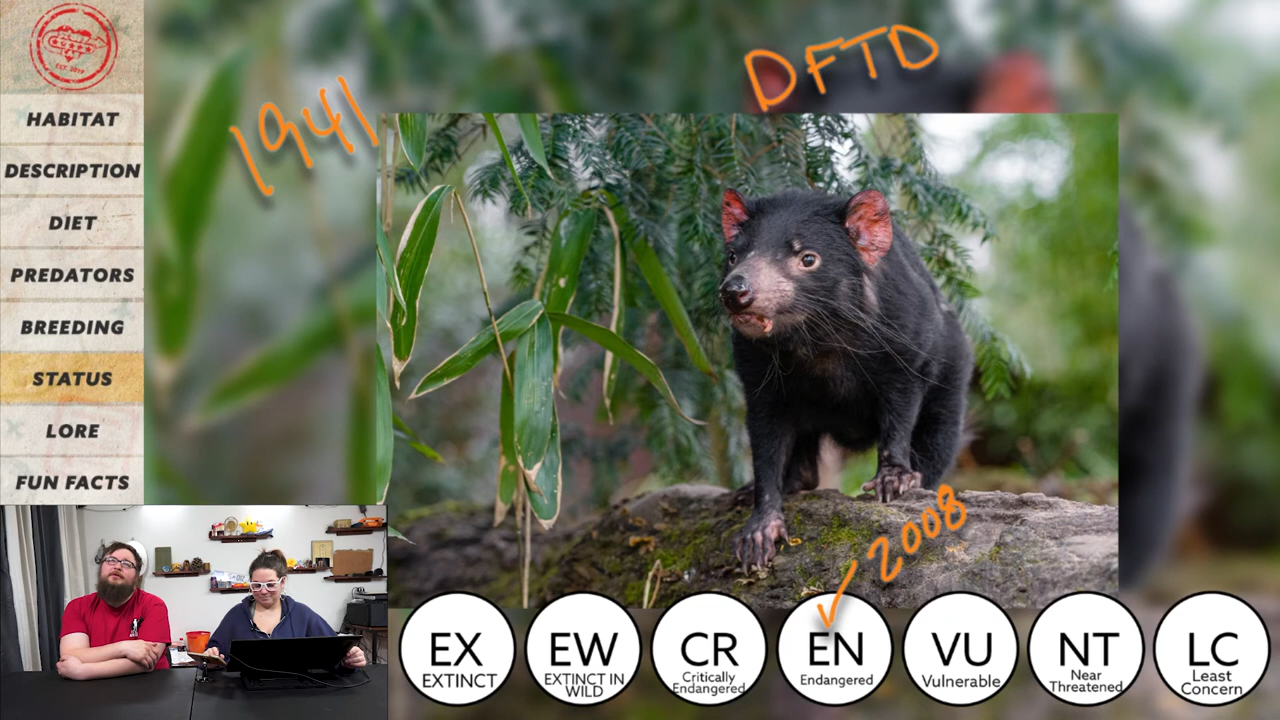 HABITAT
DESCRIPTION
DIET
PREDATORS
BREEDING
STATUS
LORE
FUN FACTS
1941
DFTD
2008
EX
EXTINCT
EW
EXTINCT IN
WILD
CR
Critically
Endangered
EN
Endangered
VU
Vulnerable
NT
Near
Threatened
LC
Least
Concern